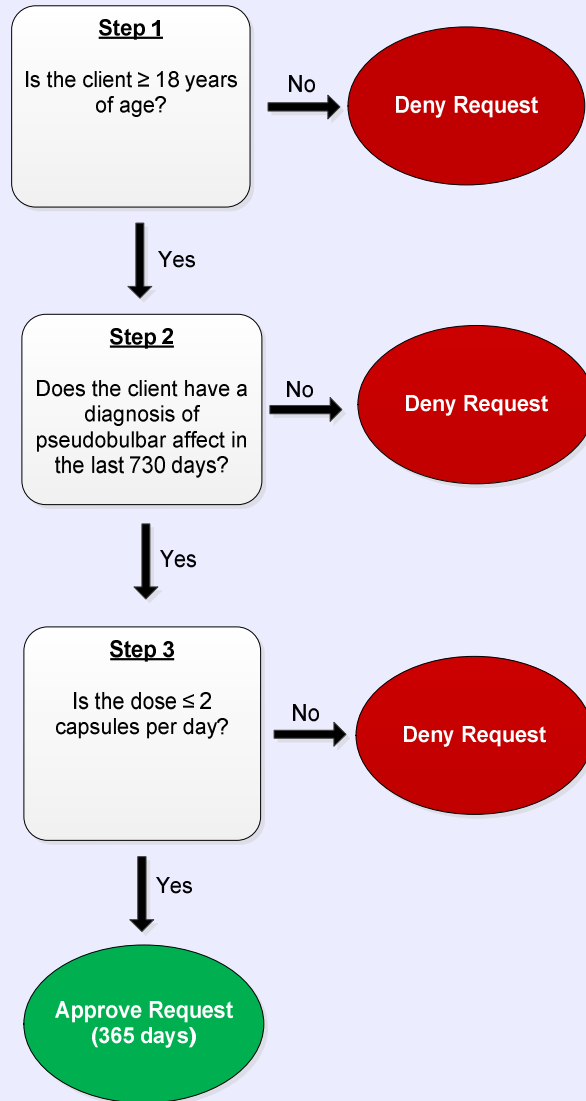 Step 1
Is the client ≥ 18 years
of age?
No
Deny Request
Yes
Step 2
Does the client have a
diagnosis of
pseudobulbar affect in
the last 730 days?
No
Deny Request
Yes
Step 3
Is the dose ≤ 2
capsules per day?
No
Deny Request
Yes
Approve Request
(365 days)